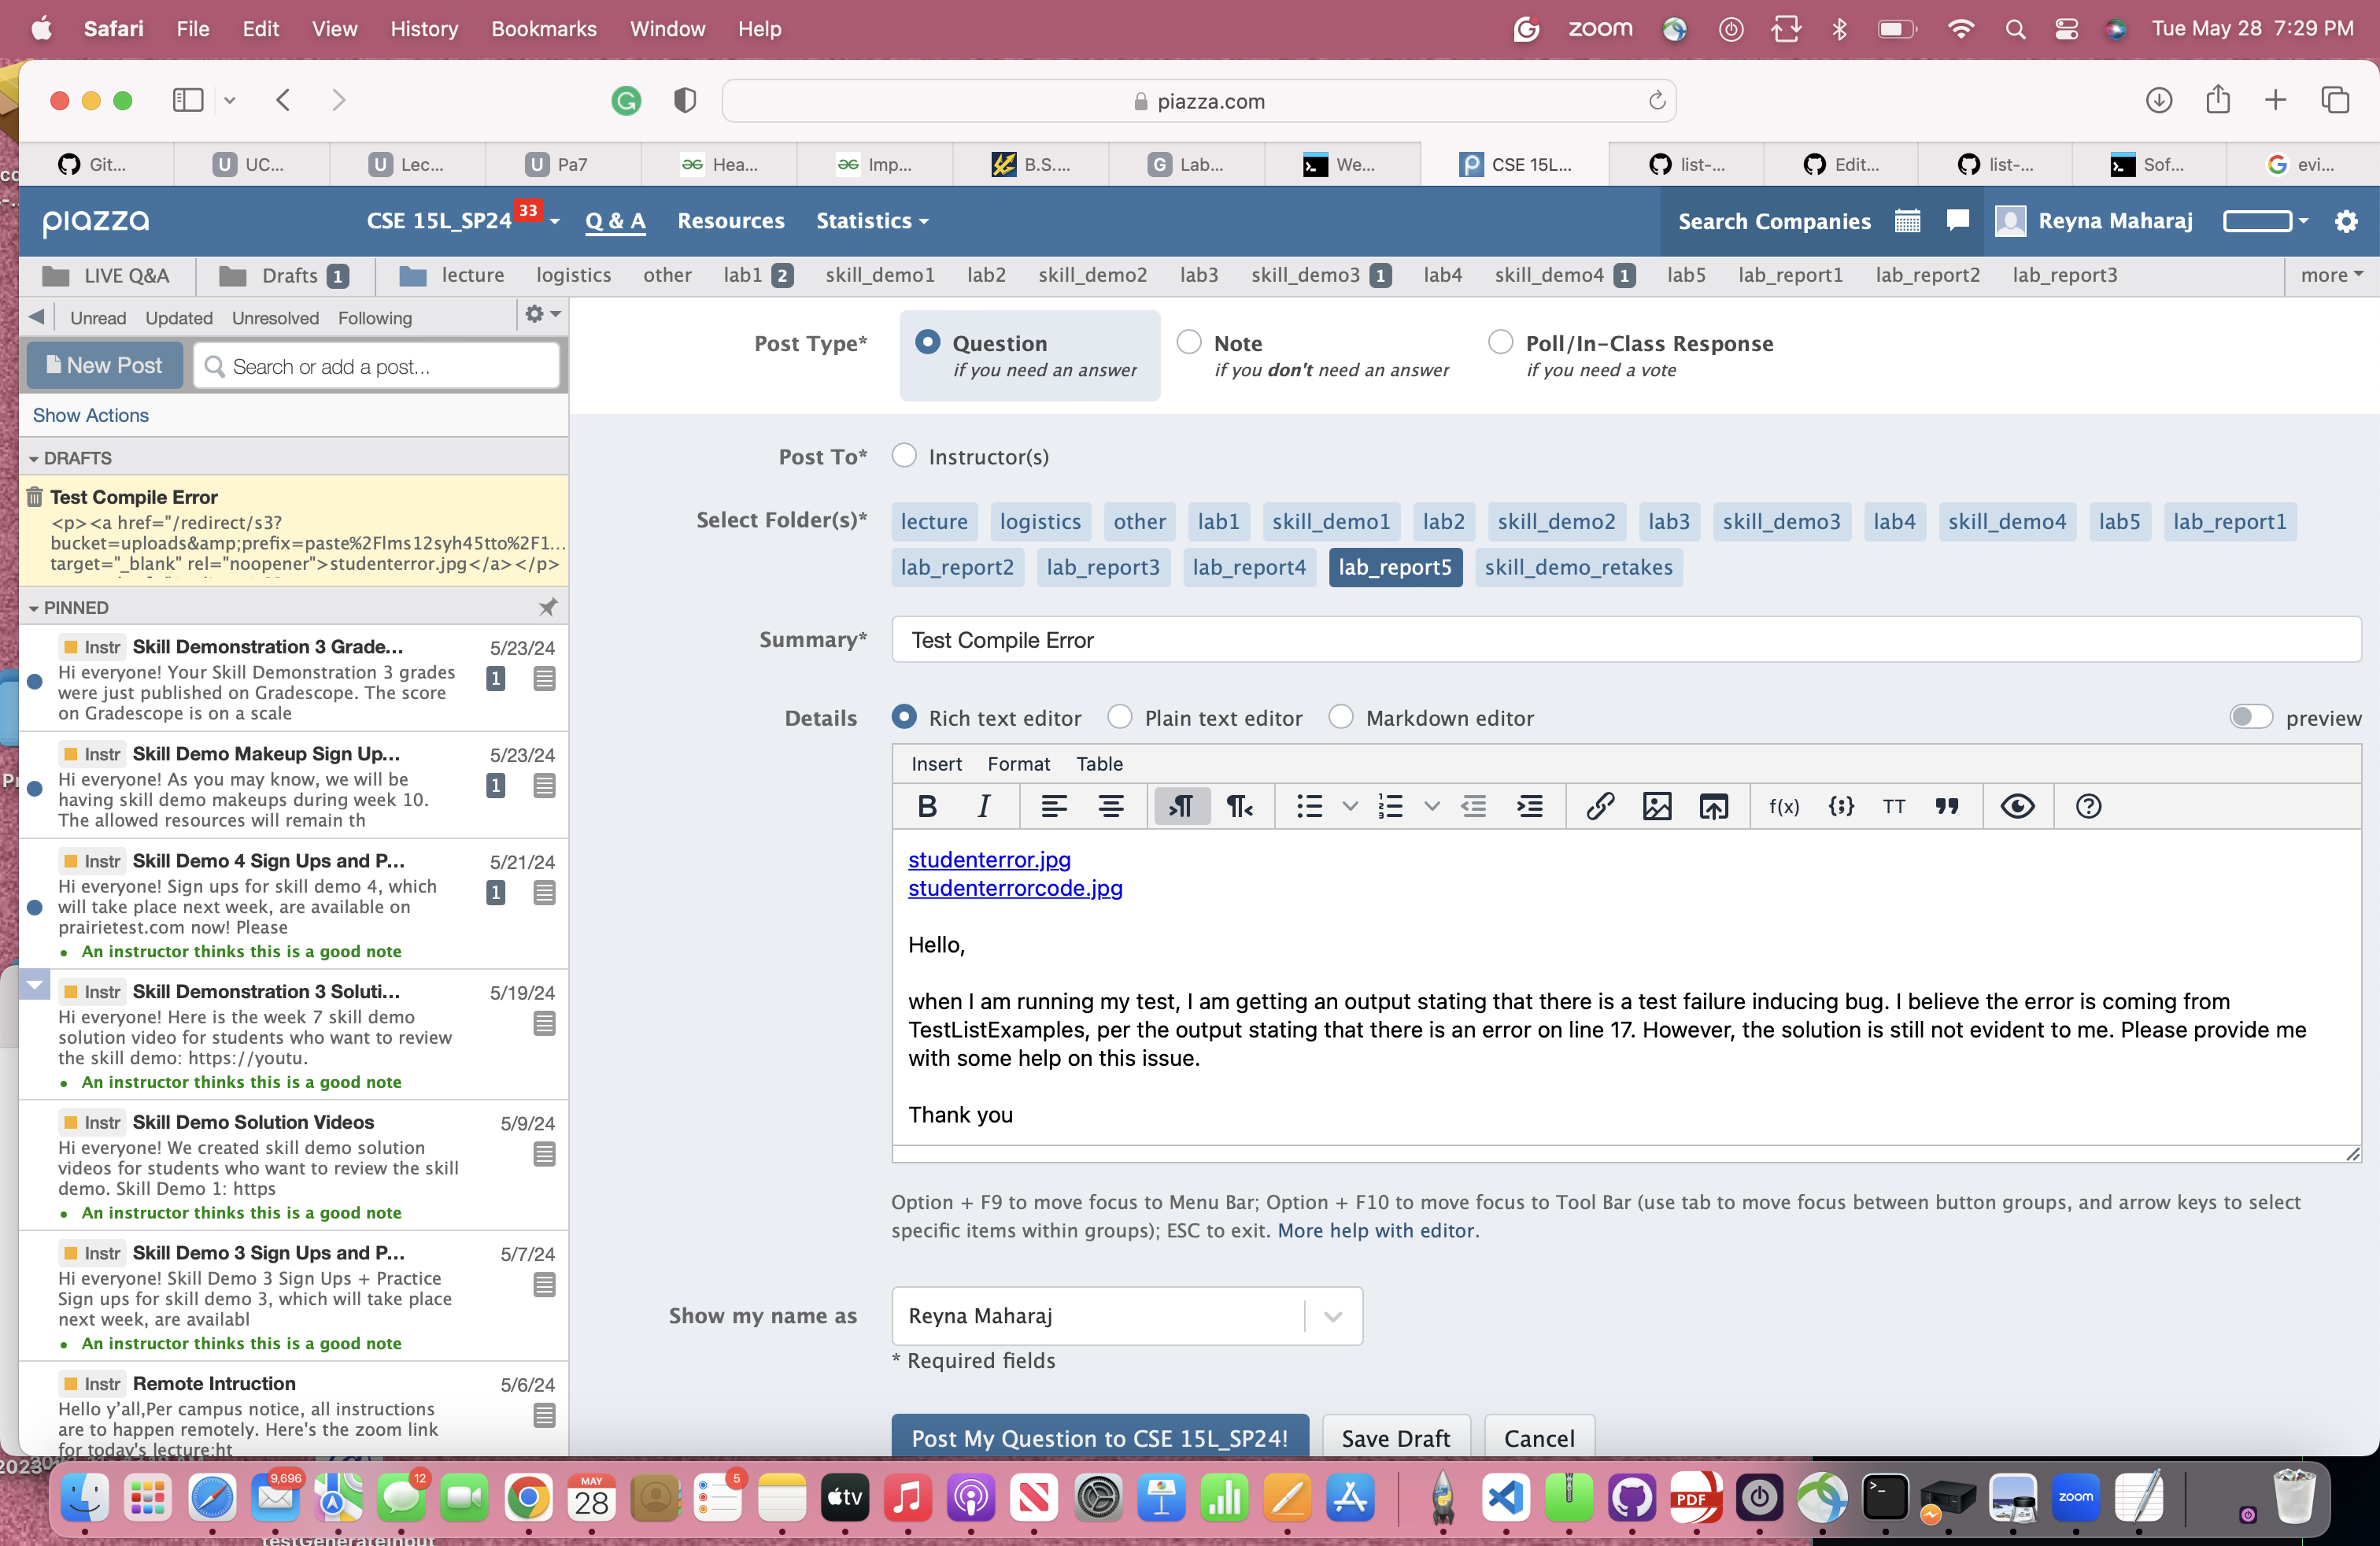 Safari File Edit View History Bookmarks Window Help zoom Tue May 28 7:29 PM
piazza.com
Git... U UC... U Lec... U Pa7 Hea... Imp... B.S.... G Lab... We... CSE 15L... list-... Edit... list-... Sof... evi...
piazza CSE 15L_SP24 33 Q & A Resources Statistics Search Companies Reyna Maharaj
LIVE Q&A Drafts 1 lecture logistics other lab1 2 skill_demo1 lab2 skill_demo2 lab3 skill_demo3 1 lab4 skill_demo4 1 lab5 lab_report1 lab_report2 lab_report3 more
Unread Updated Unresolved Following
New Post Search or add a post...
Show Actions
DRAFTS
Test Compile Error
<p><a href="/redirect/s3?
bucket=uploads&amp;prefix=paste%2Flms12syh45tto%2F1...
target="_blank" rel="noopener">studenterror.jpg</a></p>
PINNED
Instr Skill Demonstration 3 Grade... 5/23/24
Hi everyone! Your Skill Demonstration 3 grades 1
were just published on Gradescope. The score
on Gradescope is on a scale
Instr Skill Demo Makeup Sign Up... 5/23/24
Hi everyone! As you may know, we will be 1
having skill demo makeups during week 10.
The allowed resources will remain th
Instr Skill Demo 4 Sign Ups and P... 5/21/24
Hi everyone! Sign ups for skill demo 4, which 1
will take place next week, are available on
prairietest.com now! Please
• An instructor thinks this is a good note
Instr Skill Demonstration 3 Soluti... 5/19/24
Hi everyone! Here is the week 7 skill demo
solution video for students who want to review
the skill demo: https://youtu.
• An instructor thinks this is a good note
Instr Skill Demo Solution Videos 5/9/24
Hi everyone! We created skill demo solution
videos for students who want to review the skill
demo. Skill Demo 1: https
• An instructor thinks this is a good note
Instr Skill Demo 3 Sign Ups and P... 5/7/24
Hi everyone! Skill Demo 3 Sign Ups + Practice
Sign ups for skill demo 3, which will take place
next week, are availabl
• An instructor thinks this is a good note
Instr Remote Intruction 5/6/24
Hello y'all,Per campus notice, all instructions
are to happen remotely. Here's the zoom link
for today's lecture:ht
Post Type* Question Note Poll/In-Class Response
if you need an answer if you don't need an answer if you need a vote
Post To* Instructor(s)
Select Folder(s)* lecture logistics other lab1 skill_demo1 lab2 skill_demo2 lab3 skill_demo3 lab4 skill_demo4 lab5 lab_report1
lab_report2 lab_report3 lab_report4 lab_report5 skill_demo_retakes
Summary* Test Compile Error
Details Rich text editor Plain text editor Markdown editor preview
Insert Format Table
B I f(x) {;} TT
studenterror.jpg
studenterrorcode.jpg
Hello,
when I am running my test, I am getting an output stating that there is a test failure inducing bug. I believe the error is coming from
TestListExamples, per the output stating that there is an error on line 17. However, the solution is still not evident to me. Please provide me
with some help on this issue.
Thank you
Option + F9 to move focus to Menu Bar; Option + F10 to move focus to Tool Bar (use tab to move focus between button groups, and arrow keys to select
specific items within groups); ESC to exit. More help with editor.
Show my name as Reyna Maharaj
* Required fields
Post My Question to CSE 15L_SP24! Save Draft Cancel
9,696 12 MAY 28 5 tv PDF zoom
testGenerateInput